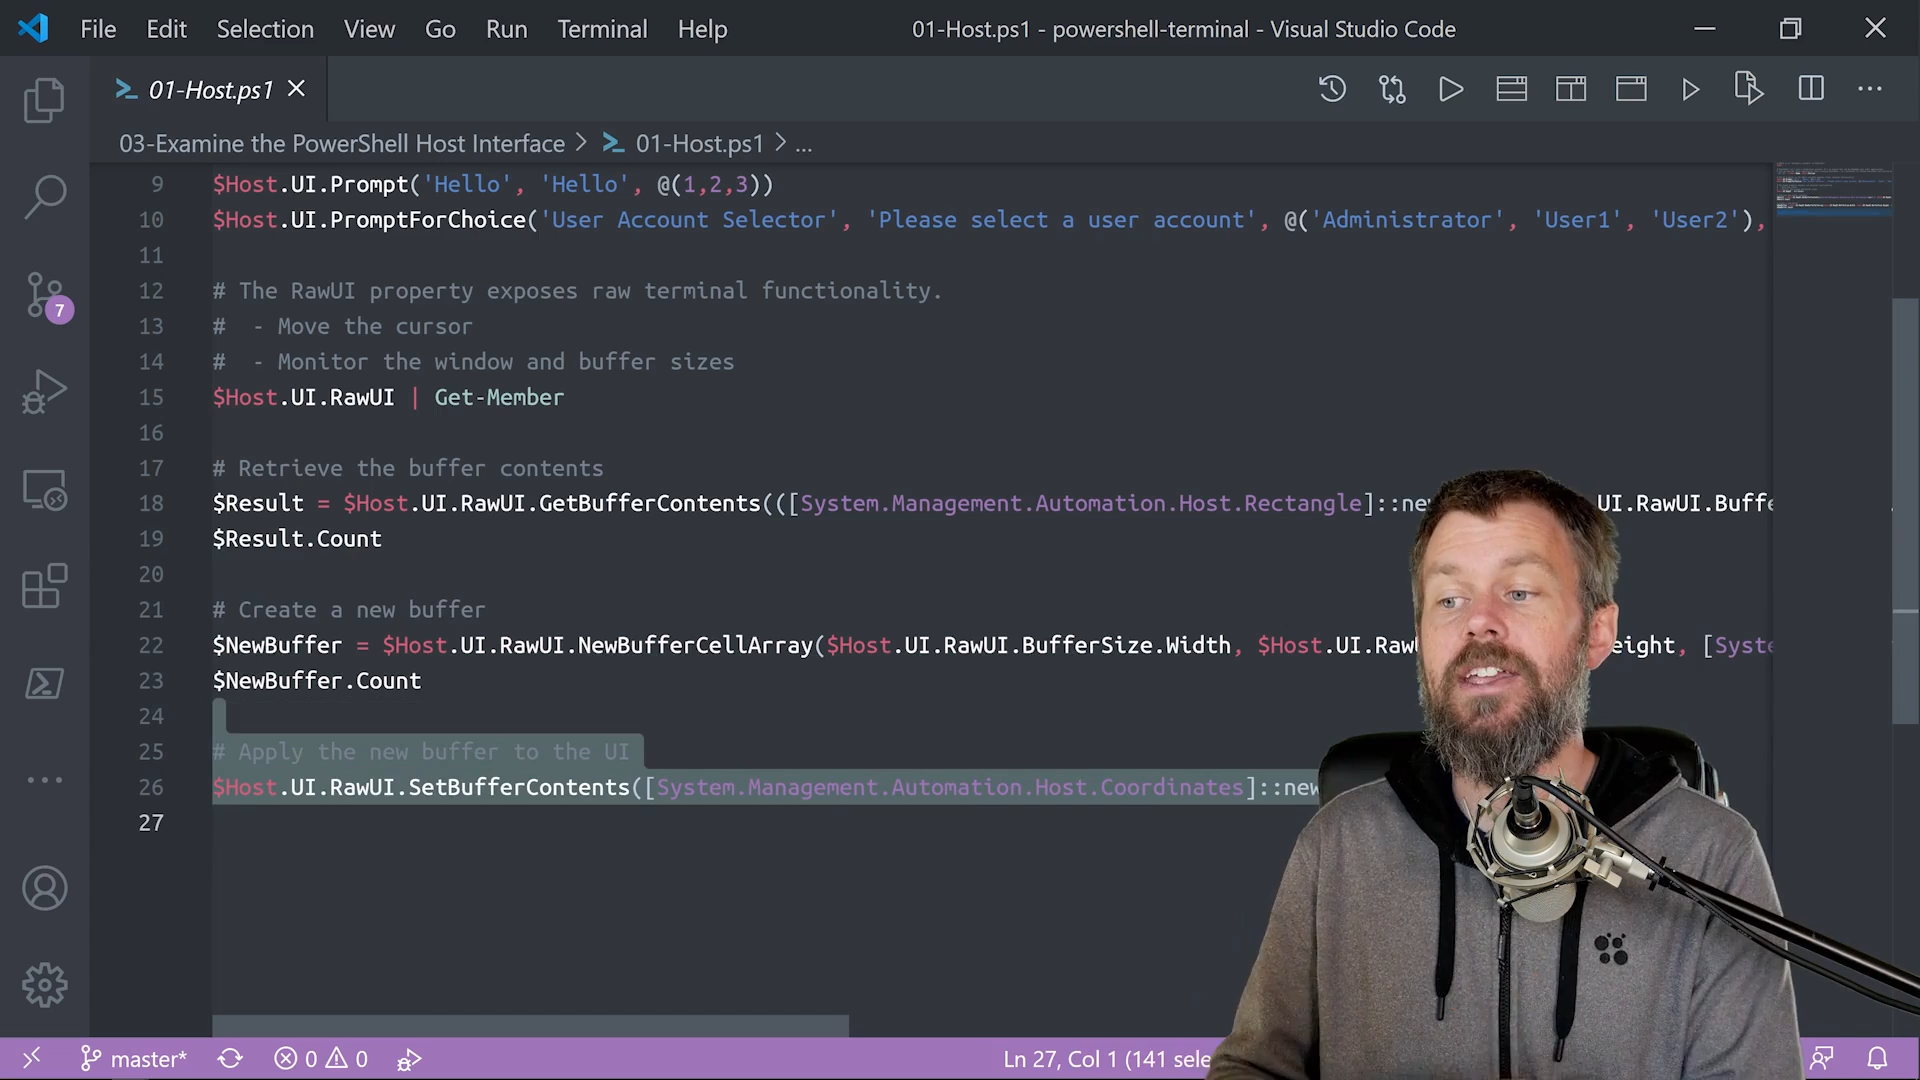 File Edit Selection View Go Run Terminal Help 01-Host.ps1 - powershell-terminal - Visual Studio Code
01-Host.ps1
03-Examine the PowerShell Host Interface > 01-Host.ps1 > ...
9 $Host.UI.Prompt('Hello', 'Hello', @(1,2,3))
10 $Host.UI.PromptForChoice('User Account Selector', 'Please select a user account', @('Administrator', 'User1', 'User2'),
11
12 # The RawUI property exposes raw terminal functionality.
13 #  - Move the cursor
14 #  - Monitor the window and buffer sizes
15 $Host.UI.RawUI | Get-Member
16
17 # Retrieve the buffer contents
18 $Result = $Host.UI.RawUI.GetBufferContents(([System.Management.Automation.Host.Rectangle]::new UI.RawUI.Buffe
19 $Result.Count
20
21 # Create a new buffer
22 $NewBuffer = $Host.UI.RawUI.NewBufferCellArray($Host.UI.RawUI.BufferSize.Width, $Host.UI.RawU eight, [Syste
23 $NewBuffer.Count
24
25 # Apply the new buffer to the UI
26 $Host.UI.RawUI.SetBufferContents([System.Management.Automation.Host.Coordinates]::new
27
7
master* 0 0 Ln 27, Col 1 (141 sele